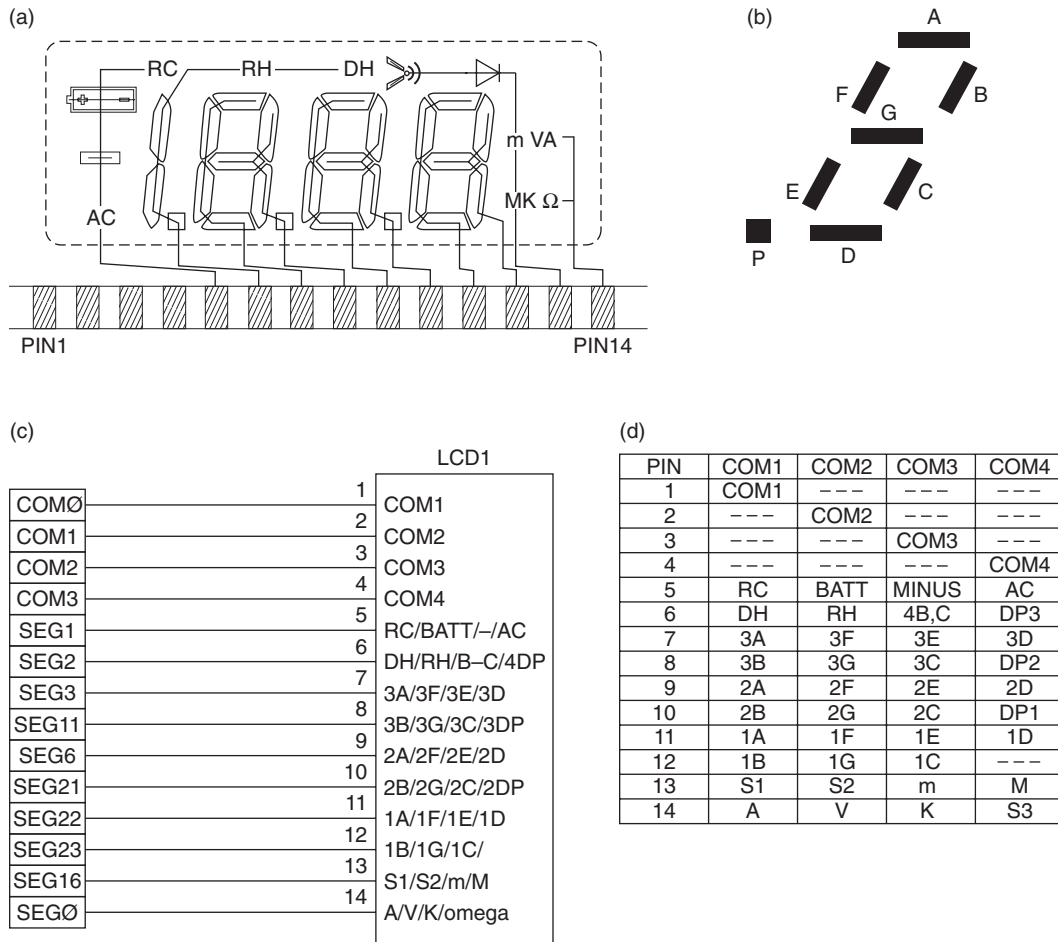 (a)
RC RH DH
m VA
MK Ω
AC
PIN1 PIN14
(b)
A
F B
G
E C
P D
(c)
LCD1
COMØ 1 COM1
COM1 2 COM2
COM2 3 COM3
COM3 4 COM4
SEG1 5 RC/BATT/–/AC
SEG2 6 DH/RH/B–C/4DP
SEG3 7 3A/3F/3E/3D
SEG11 8 3B/3G/3C/3DP
SEG6 9 2A/2F/2E/2D
SEG21 10 2B/2G/2C/2DP
SEG22 11 1A/1F/1E/1D
SEG23 12 1B/1G/1C/
SEG16 13 S1/S2/m/M
SEGØ 14 A/V/K/omega
(d)
PIN COM1 COM2 COM3 COM4
1 COM1 – – – – – – – – –
2 – – – COM2 – – – – – –
3 – – – – – – COM3 – – –
4 – – – – – – – – – COM4
5 RC BATT MINUS AC
6 DH RH 4B,C DP3
7 3A 3F 3E 3D
8 3B 3G 3C DP2
9 2A 2F 2E 2D
10 2B 2G 2C DP1
11 1A 1F 1E 1D
12 1B 1G 1C – – –
13 S1 S2 m M
14 A V K S3